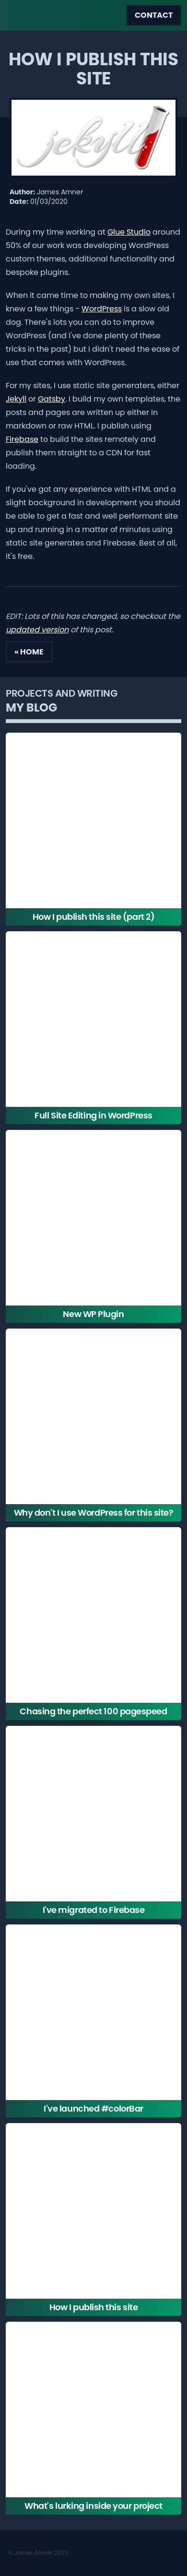 CONTACT
HOW I PUBLISH THIS
SITE
jekyll
Author: James Amner
Date: 01/03/2020
During my time working at Glue Studio around
50% of our work was developing WordPress
custom themes, additional functionality and
bespoke plugins.
When it came time to making my own sites, I
knew a few things - WordPress is a slow old
dog. There's lots you can do to improve
WordPress (and I've done plenty of these
tricks in the past) but I didn't need the ease of
use that comes with WordPress.
For my sites, I use static site generaters, either
Jekyll or Gatsby. I build my own templates, the
posts and pages are written up either in
markdown or raw HTML. I publish using
Firebase to build the sites remotely and
publish them straight to a CDN for fast
loading.
If you've got any experience with HTML and a
slight background in development you should
be able to get a fast and well performant site
up and running in a matter of minutes using
static site generates and Firebase. Best of all,
it's free.
EDIT: Lots of this has changed, so checkout the
updated version of this post.
« HOME
PROJECTS AND WRITING
MY BLOG
How I publish this site (part 2)
Full Site Editing in WordPress
New WP Plugin
Why don't I use WordPress for this site?
Chasing the perfect 100 pagespeed
I've migrated to Firebase
I've launched #colorBar
How I publish this site
What's lurking inside your project
© James Amner 2023